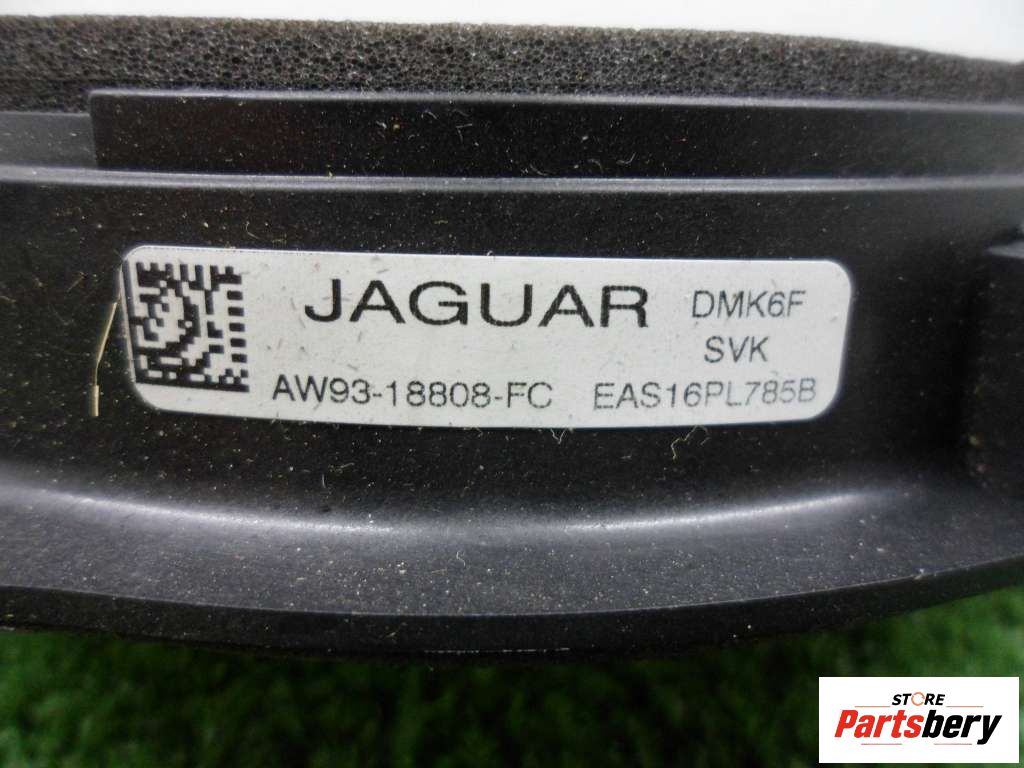 JAGUAR DMK6F
SVK
AW93-18808-FC EAS16PL785B
STORE
Partsbery